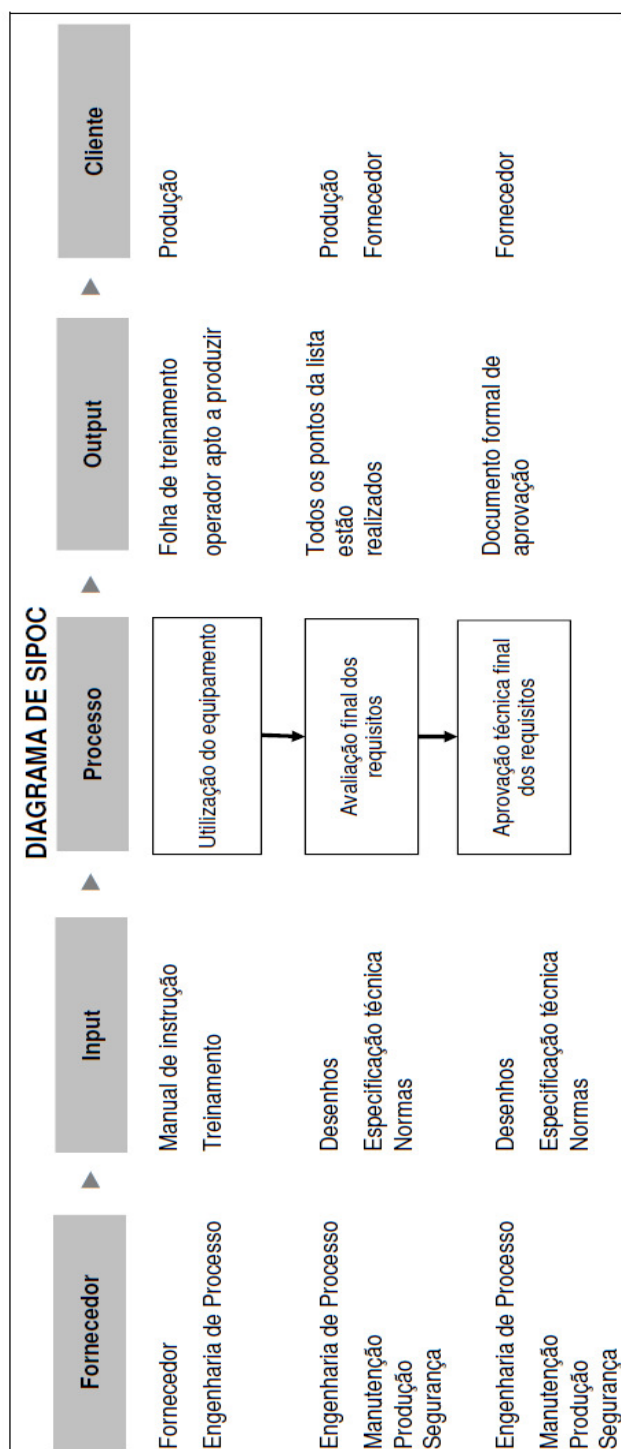 DIAGRAMA DE SIPOC
Fornecedor
Input
Processo
Output
Cliente
Fornecedor
Engenharia de Processo
Manual de instrução
Treinamento
Utilização do equipamento
Folha de treinamento
operador apto a produzir
Produção
Engenharia de Processo
Manutenção
Produção
Segurança
Desenhos
Especificação técnica
Normas
Avaliação final dos
requisitos
Todos os pontos da lista
estão
realizados
Produção
Fornecedor
Engenharia de Processo
Manutenção
Produção
Segurança
Desenhos
Especificação técnica
Normas
Aprovação técnica final
dos requisitos
Documento formal de
aprovação
Fornecedor